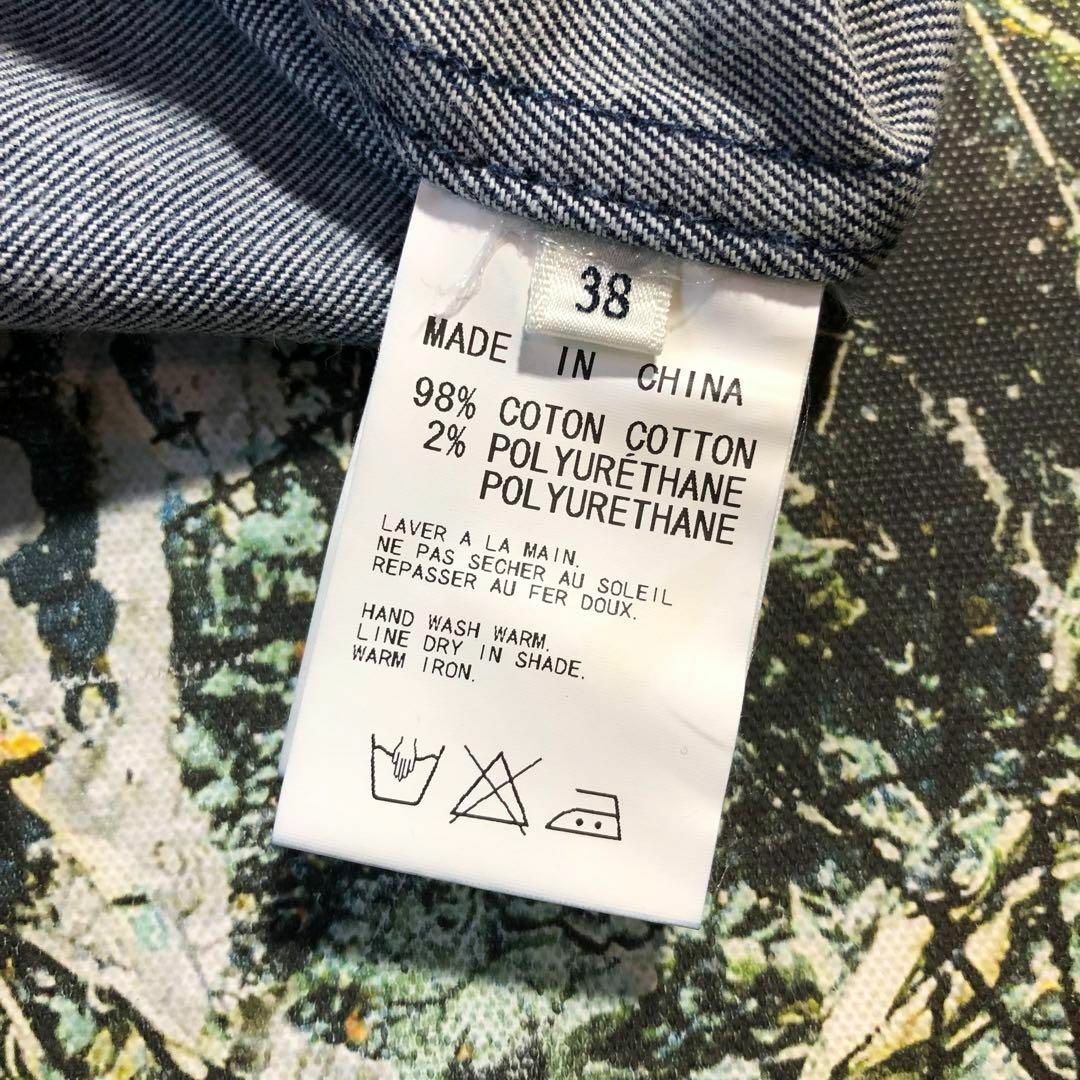 38
MADE IN CHINA
98% COTON COTTON
2% POLYURÉTHANE
POLYURETHANE
LAVER A LA MAIN.
NE PAS SECHER AU SOLEIL
REPASSER AU FER DOUX.
HAND WASH WARM.
LINE DRY IN SHADE.
WARM IRON.